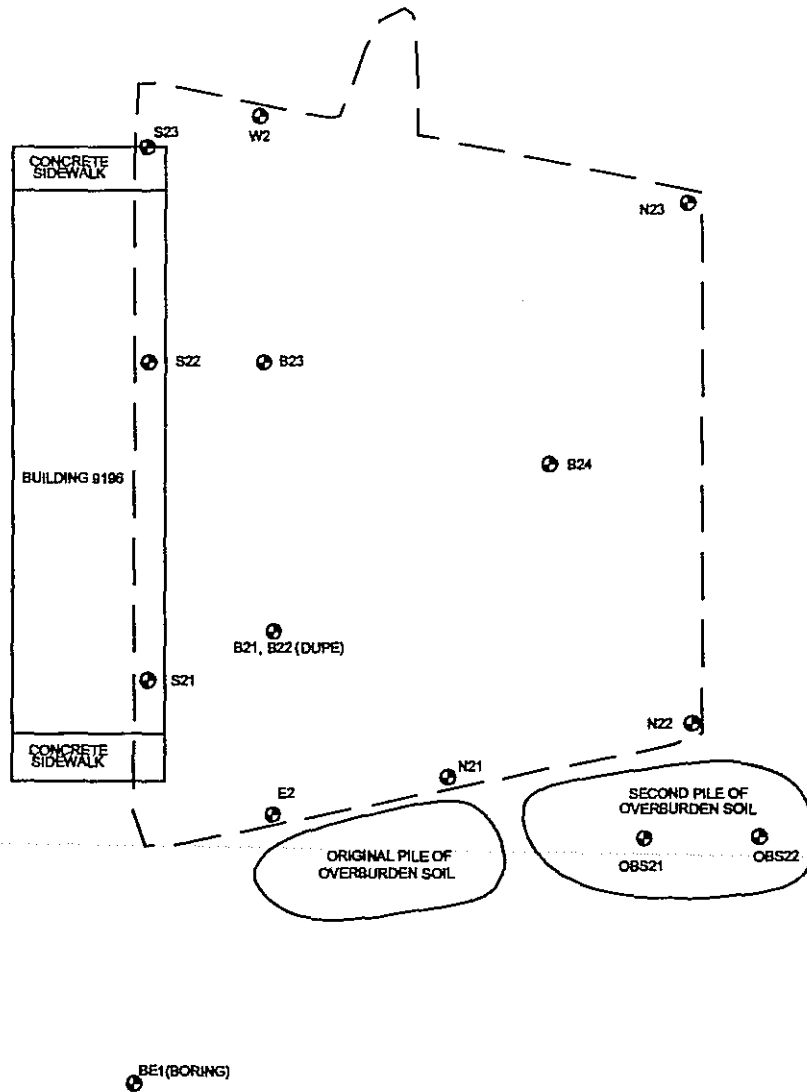 S23
W2
CONCRETE
SIDEWALK
N23
S22
B23
B24
BUILDING 9196
B21, B22 (DUPE)
S21
N22
CONCRETE
SIDEWALK
N21
E2
SECOND PILE OF
OVERBURDEN SOIL
ORIGINAL PILE OF
OVERBURDEN SOIL
OBS21
OBS22
BE1(BORING)